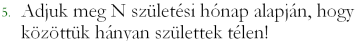 5. Adjuk meg N születési hónap alapján, hogy
közöttük hányan születtek télen!